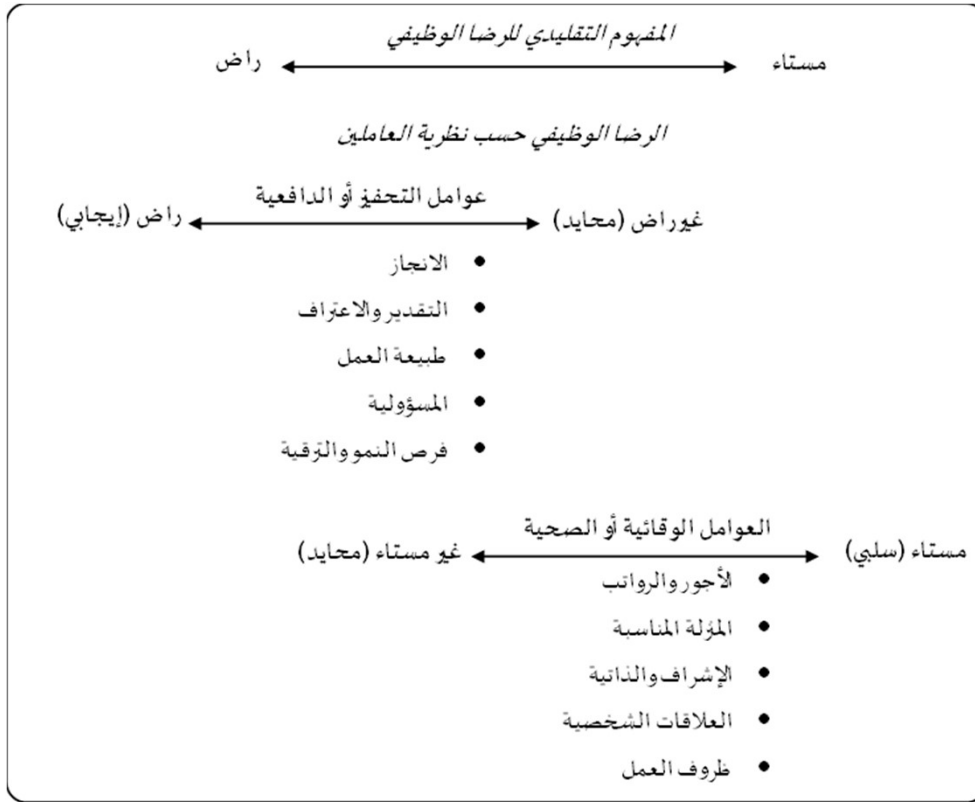 المفهوم التقليدي للرضا الوظيفي
مستاء راض
الرضا الوظيفي حسب نظرية العاملين
عوامل التحفيز أو الدافعية
غير راض (محايد) راض (إيجابي)
• الانجاز
• التقدير والاعتراف
• طبيعة العمل
• المسؤولية
• فرص النمو والترقية
العوامل الوقائية أو الصحية
مستاء (سلبي) غير مستاء (محايد)
• الأجور والرواتب
• المنزلة المناسبة
• الإشراف والذاتية
• العلاقات الشخصية
• ظروف العمل